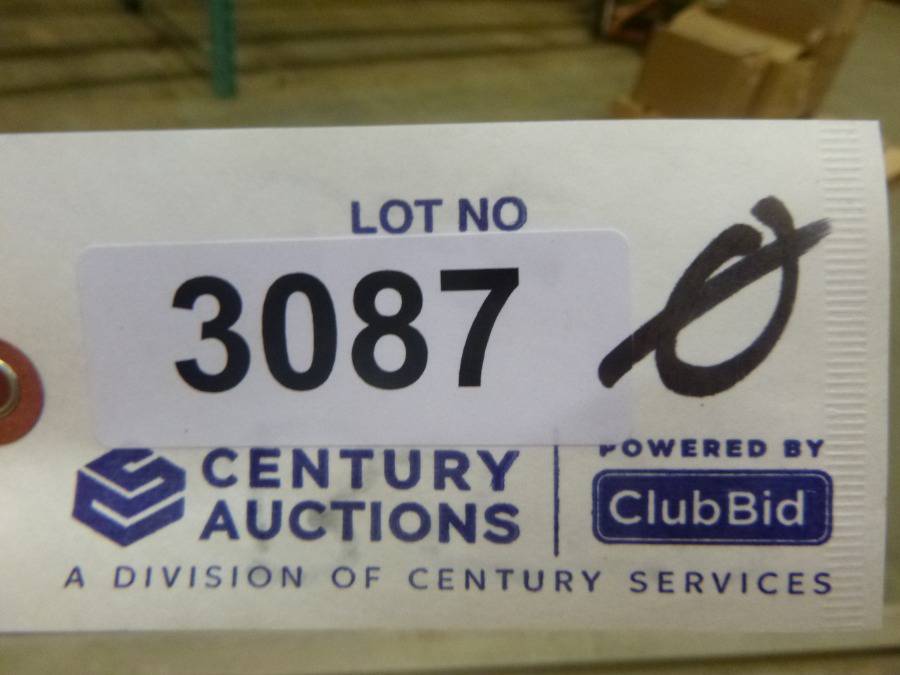 LOT NO
3087 Ø
CENTURY
AUCTIONS
POWERED BY
ClubBid
A DIVISION OF CENTURY SERVICES